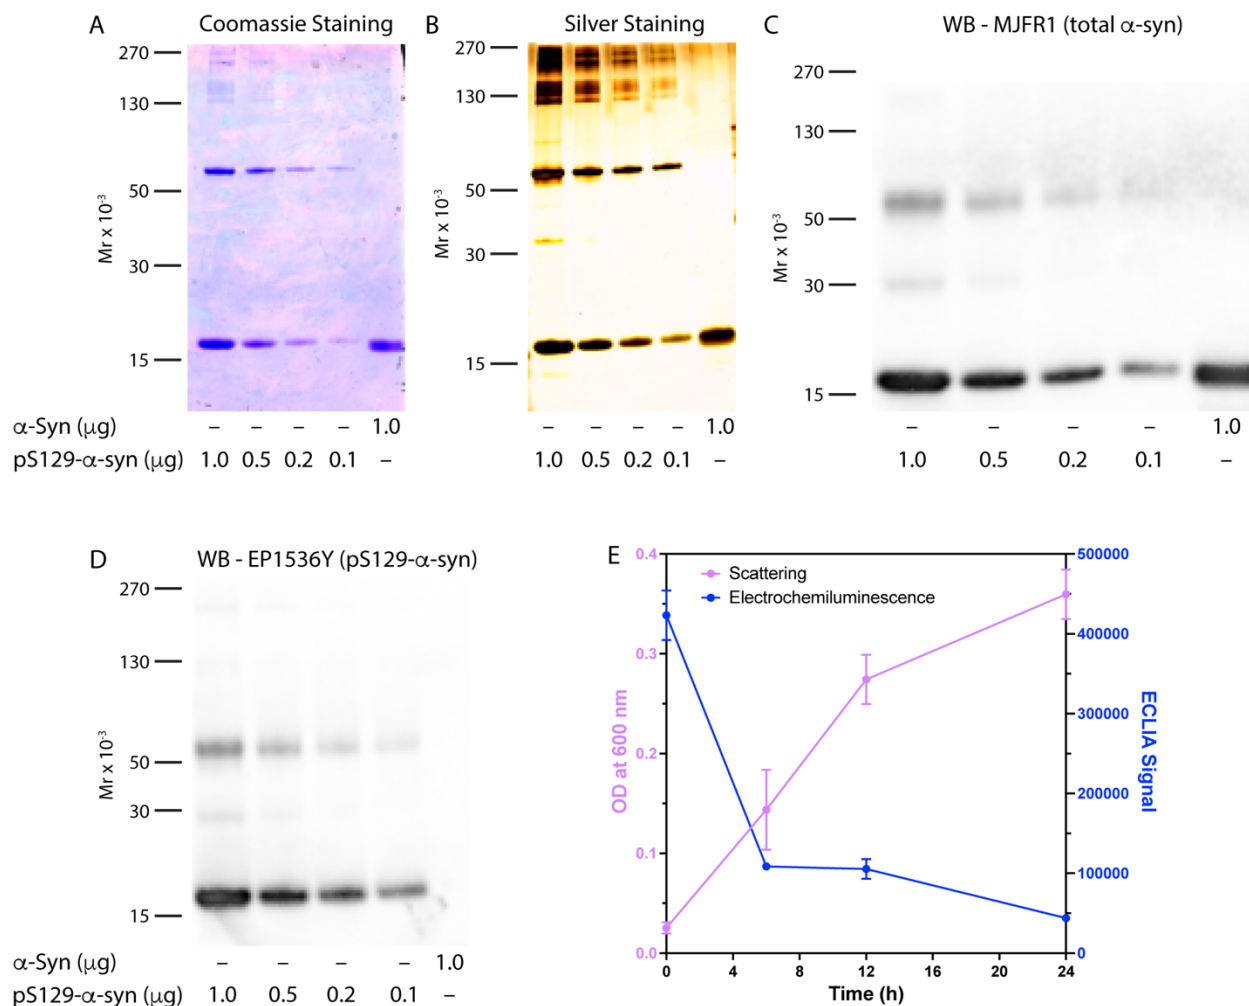 A Coomassie Staining
270
130
50
30
15
Mr x 10-3
B Silver Staining
270
130
50
30
15
Mr x 10-3
C WB - MJFR1 (total α-syn)
270
130
50
30
15
Mr x 10-3
α-Syn (μg) – – – – 1.0 – – – – 1.0 – – – – 1.0
pS129-α-syn (μg) 1.0 0.5 0.2 0.1 – 1.0 0.5 0.2 0.1 – 1.0 0.5 0.2 0.1 –
D WB - EP1536Y (pS129-α-syn)
270
130
50
30
15
Mr x 10-3
α-Syn (μg) – – – – 1.0
pS129-α-syn (μg) 1.0 0.5 0.2 0.1 –
E
Scattering
Electrochemiluminescence
0.4
0.3
0.2
0.1
0.0
OD at 600 nm
500000
400000
300000
200000
100000
0
ECLIA Signal
0 4 8 12 16 20 24
Time (h)